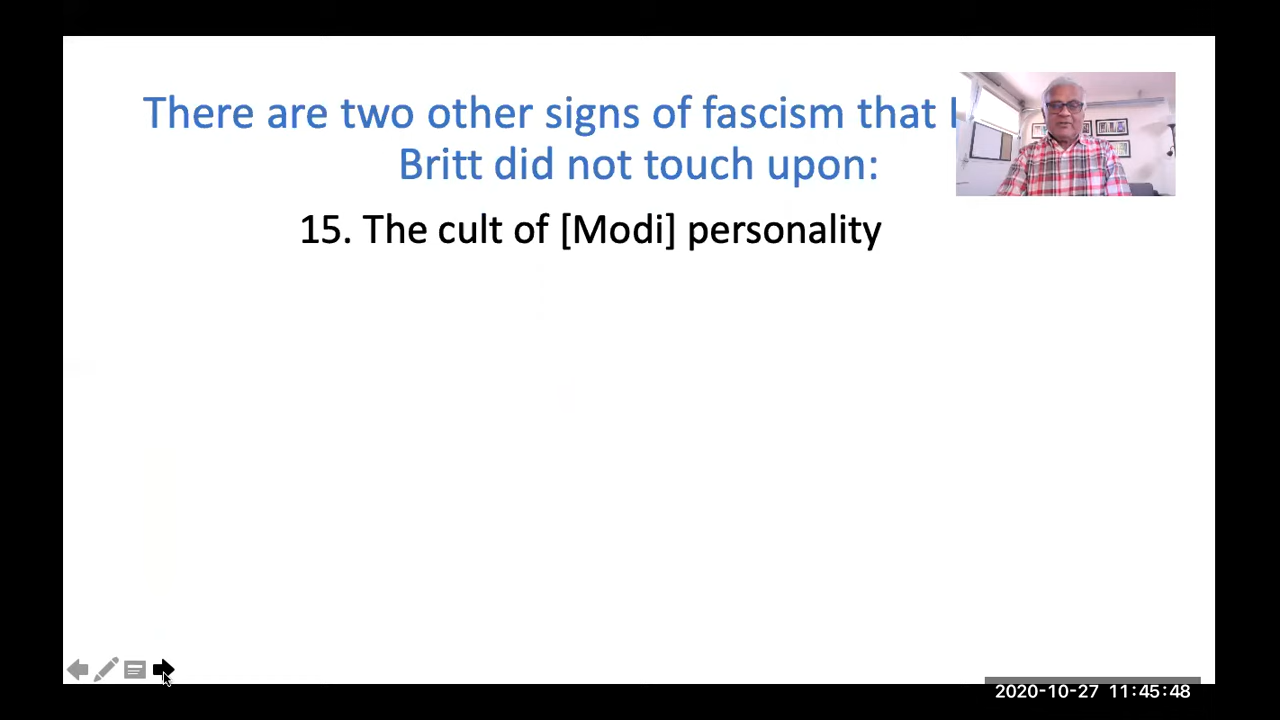 There are two other signs of fascism that
Britt did not touch upon:
15. The cult of [Modi] personality
2020-10-27 11:45:48